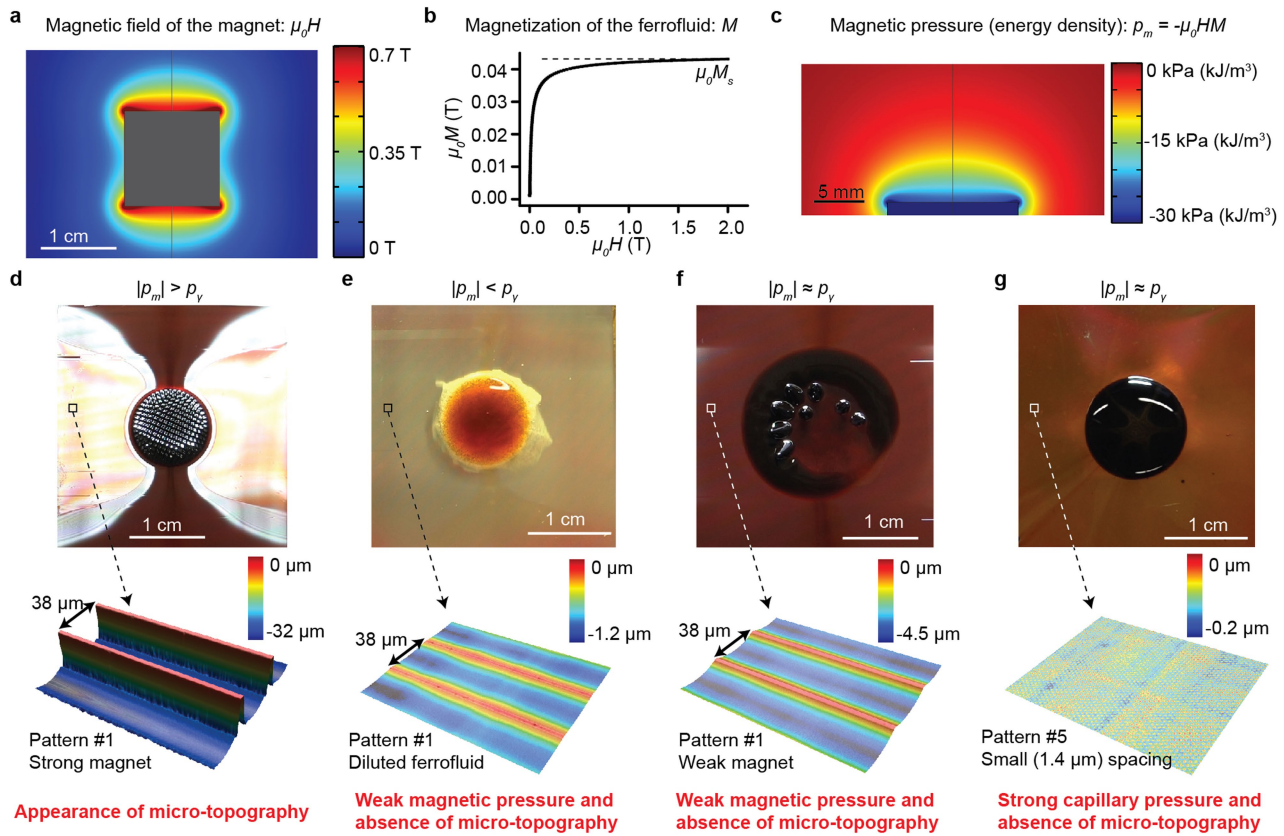 a
Magnetic field of the magnet: μ₀H
0.7 T
0.35 T
0 T
1 cm
b
Magnetization of the ferrofluid: M
μ₀M (T)
0.04
0.03
0.02
0.01
0.00
μ₀Mₛ
0.0 0.5 1.0 1.5 2.0
μ₀H (T)
c
Magnetic pressure (energy density): pₘ = -μ₀HM
0 kPa (kJ/m³)
-15 kPa (kJ/m³)
-30 kPa (kJ/m³)
5 mm
d
|pₘ| > pᵧ
1 cm
0 μm
-32 μm
38 μm
Pattern #1
Strong magnet
Appearance of micro-topography
e
|pₘ| < pᵧ
1 cm
0 μm
-1.2 μm
38 μm
Pattern #1
Diluted ferrofluid
Weak magnetic pressure and
absence of micro-topography
f
|pₘ| ≈ pᵧ
1 cm
0 μm
-4.5 μm
38 μm
Pattern #1
Weak magnet
Weak magnetic pressure and
absence of micro-topography
g
|pₘ| ≈ pᵧ
1 cm
0 μm
-0.2 μm
Pattern #5
Small (1.4 μm) spacing
Strong capillary pressure and
absence of micro-topography